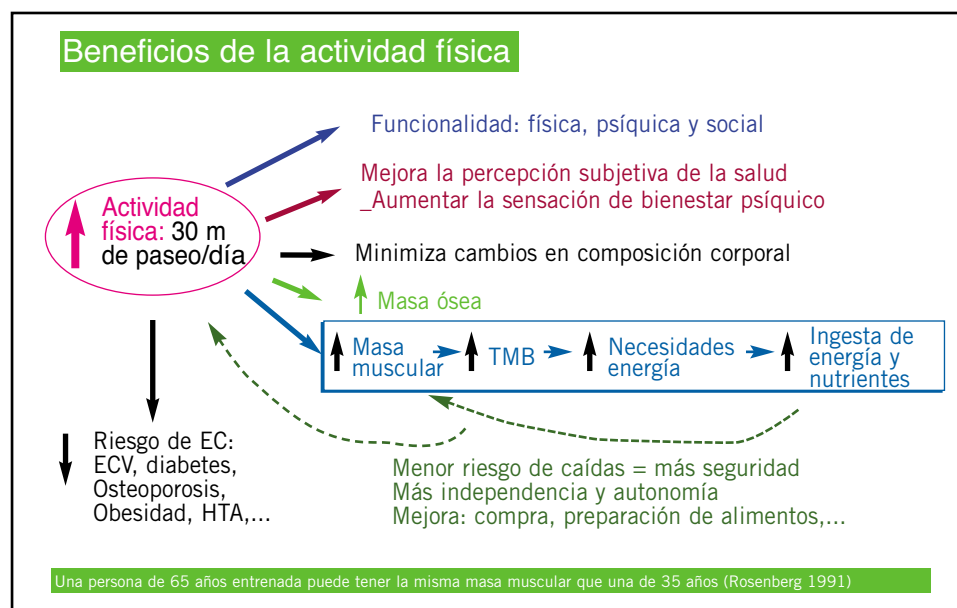 Beneficios de la actividad física
Funcionalidad: física, psíquica y social
Mejora la percepción subjetiva de la salud
_Aumentar la sensación de bienestar psíquico
Actividad
física: 30 m
de paseo/día
Minimiza cambios en composición corporal
Masa ósea
Masa
muscular
TMB
Necesidades
energía
Ingesta de
energía y
nutrientes
Riesgo de EC:
ECV, diabetes,
Osteoporosis,
Obesidad, HTA,...
Menor riesgo de caídas = más seguridad
Más independencia y autonomía
Mejora: compra, preparación de alimentos,...
Una persona de 65 años entrenada puede tener la misma masa muscular que una de 35 años (Rosenberg 1991)